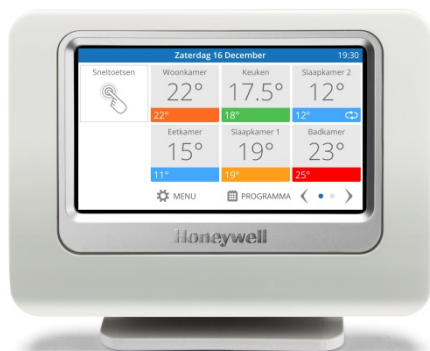 Zaterdag 16 December 19:30
Sneltoetsen Woonkamer Keuken Slaapkamer 2
22° 17.5° 12°
22° 18° 12°
Eetkamer Slaapkamer 1 Badkamer
15° 19° 23°
11° 19° 25°
MENU PROGRAMMA
Honeywell